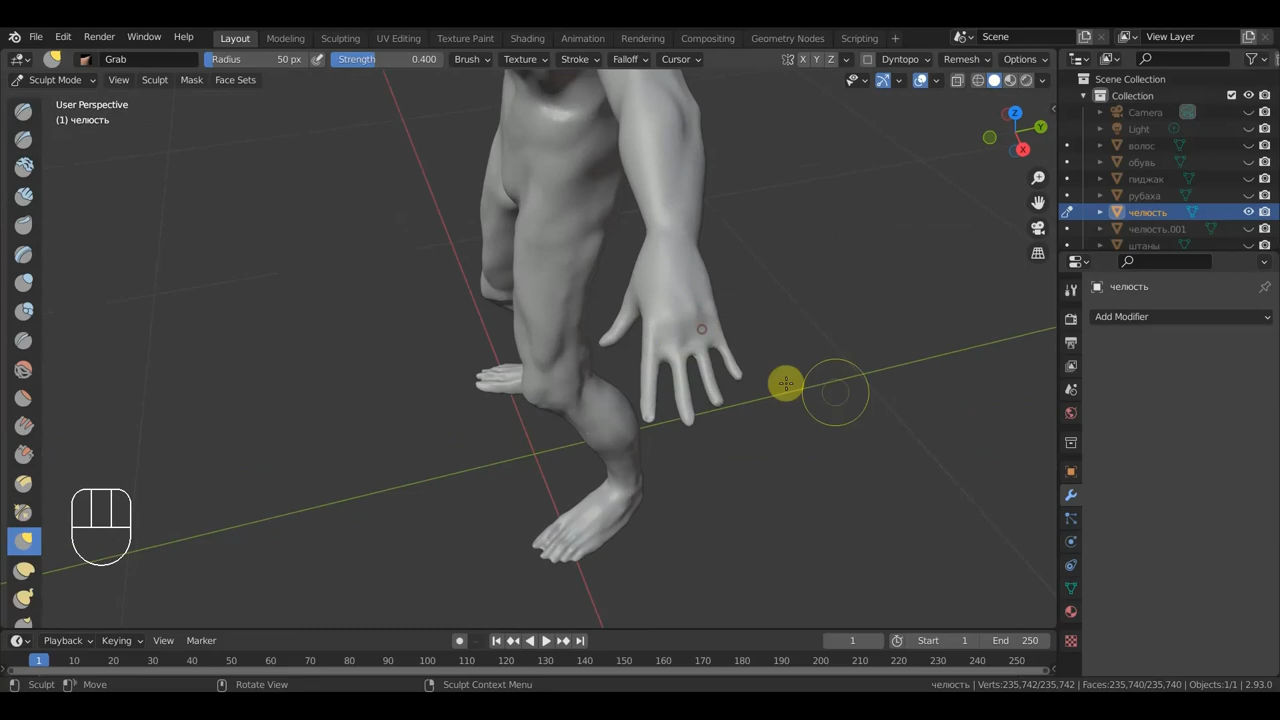 File Edit Render Window Help Layout Modeling Sculpting UV Editing Texture Paint Shading Animation Rendering Compositing Geometry Nodes Scripting + Scene View Layer
Grab Radius 50 px Strength 0.400 Brush Texture Stroke Falloff Cursor X Y Z Dyntopo Remesh Options
Sculpt Mode View Sculpt Mask Face Sets
Scene Collection
Collection
User Perspective
(1) челюсть
Camera
Light
волос
обувь
пиджак
рубаха
челюсть
челюсть.001
штаны
Z
Y
X
челюсть
Add Modifier
Playback Keying View Marker 1 Start 1 End 250
1 10 20 30 40 50 60 70 80 90 100 110 120 130 140 150 160 170 180 190 200 210 220 230 240 250
Sculpt Move Rotate View Sculpt Context Menu челюсть | Verts:235,742/235,742 | Faces:235,740/235,740 | Objects:1/1 | 2.93.0